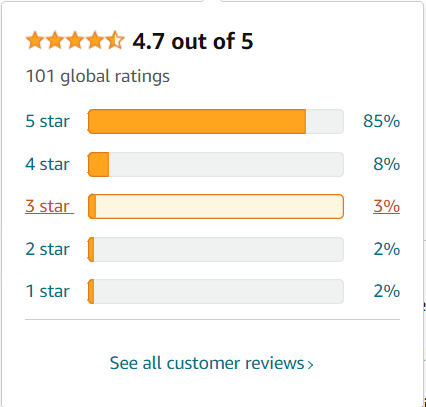 4.7 out of 5
101 global ratings
5 star 85%
4 star 8%
3 star 3%
2 star 2%
1 star 2%
See all customer reviews ›